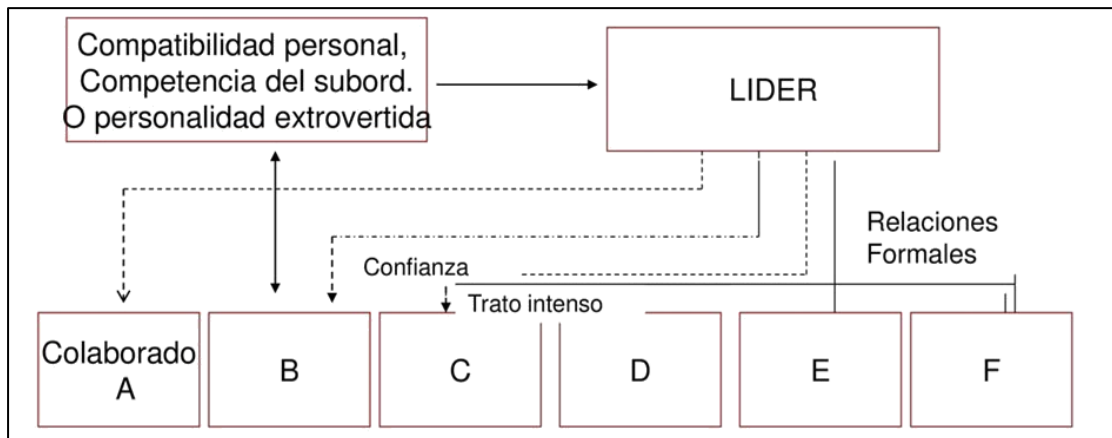 Compatibilidad personal,
Competencia del subord.
O personalidad extrovertida
LIDER
Relaciones
Formales
Confianza
Trato intenso
Colaborado
A
B
C
D
E
F